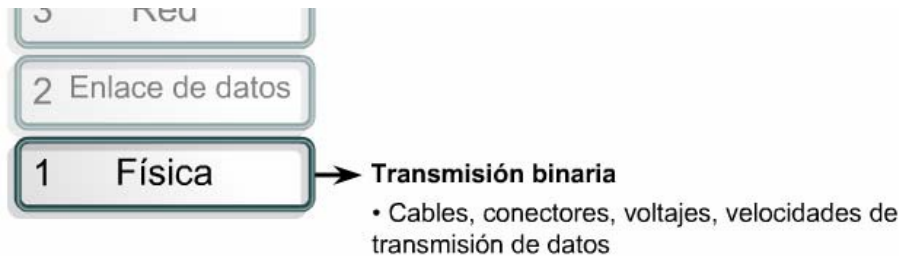 3 Red
2 Enlace de datos
1 Física
Transmisión binaria
• Cables, conectores, voltajes, velocidades de
transmisión de datos